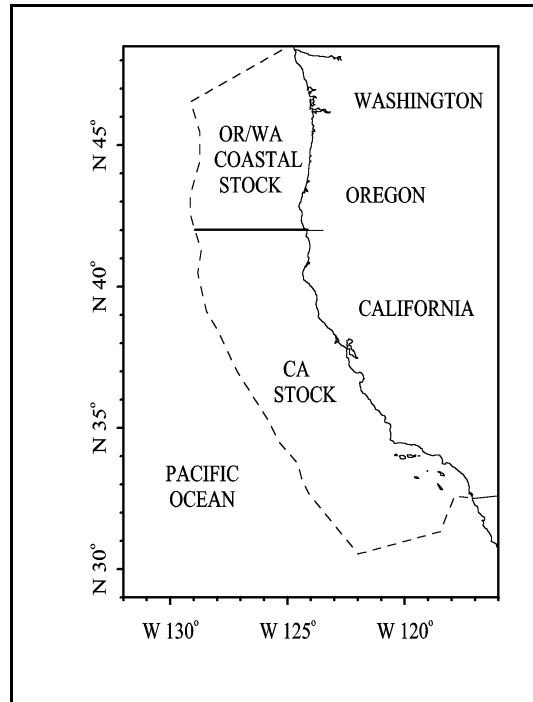 WASHINGTON
OR/WA
COASTAL
STOCK
OREGON
CALIFORNIA
CA
STOCK
PACIFIC
OCEAN
N 45°
N 40°
N 35°
N 30°
W 130°
W 125°
W 120°